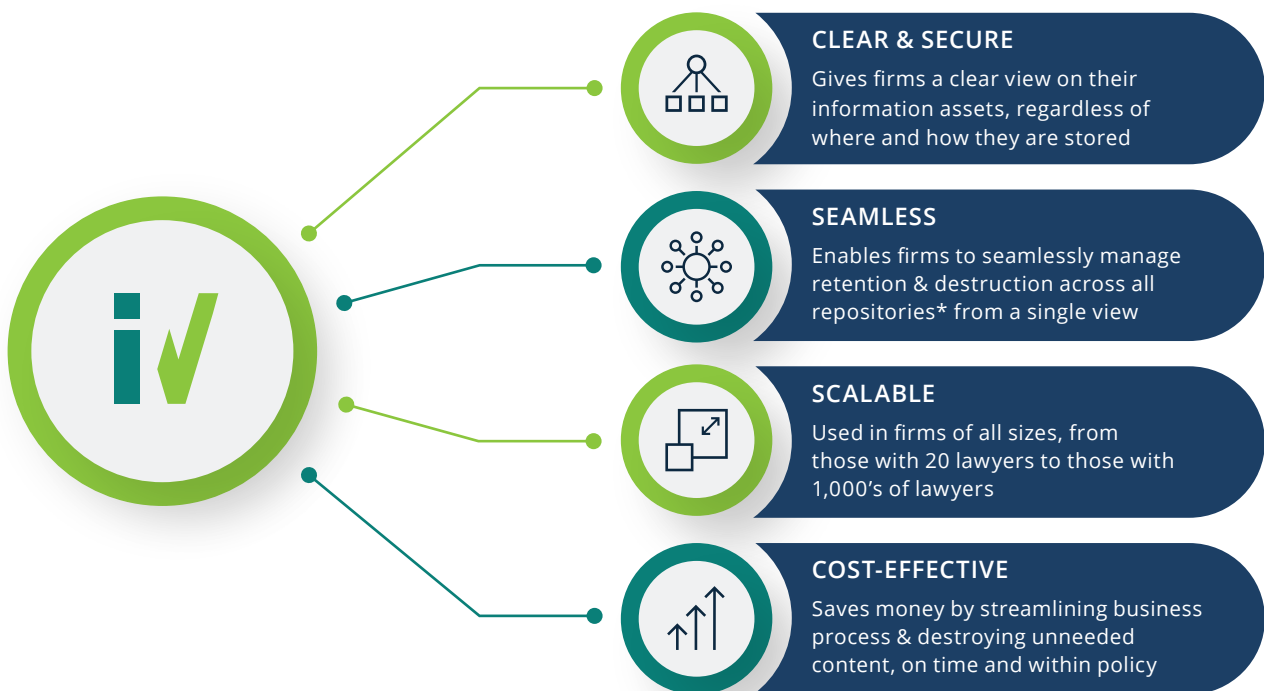 CLEAR & SECURE
Gives firms a clear view on their
information assets, regardless of
where and how they are stored
SEAMLESS
Enables firms to seamlessly manage
retention & destruction across all
repositories* from a single view
iV
SCALABLE
Used in firms of all sizes, from
those with 20 lawyers to those with
1,000’s of lawyers
COST-EFFECTIVE
Saves money by streamlining business
process & destroying unneeded
content, on time and within policy